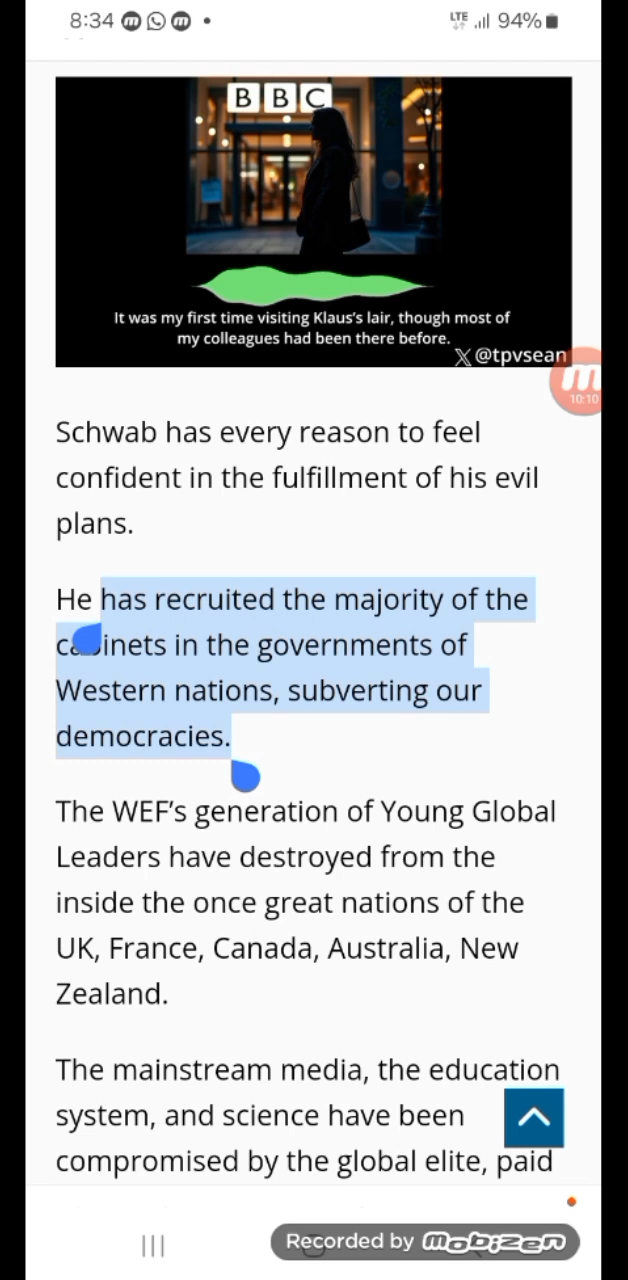 8:34
LTE 94%
BBC
It was my first time visiting Klaus's lair, though most of
my colleagues had been there before.
X @tpvsean
m
10:10
Schwab has every reason to feel
confident in the fulfillment of his evil
plans.
He has recruited the majority of the
cabinets in the governments of
Western nations, subverting our
democracies.
The WEF's generation of Young Global
Leaders have destroyed from the
inside the once great nations of the
UK, France, Canada, Australia, New
Zealand.
The mainstream media, the education
system, and science have been
compromised by the global elite, paid
Recorded by mobizen